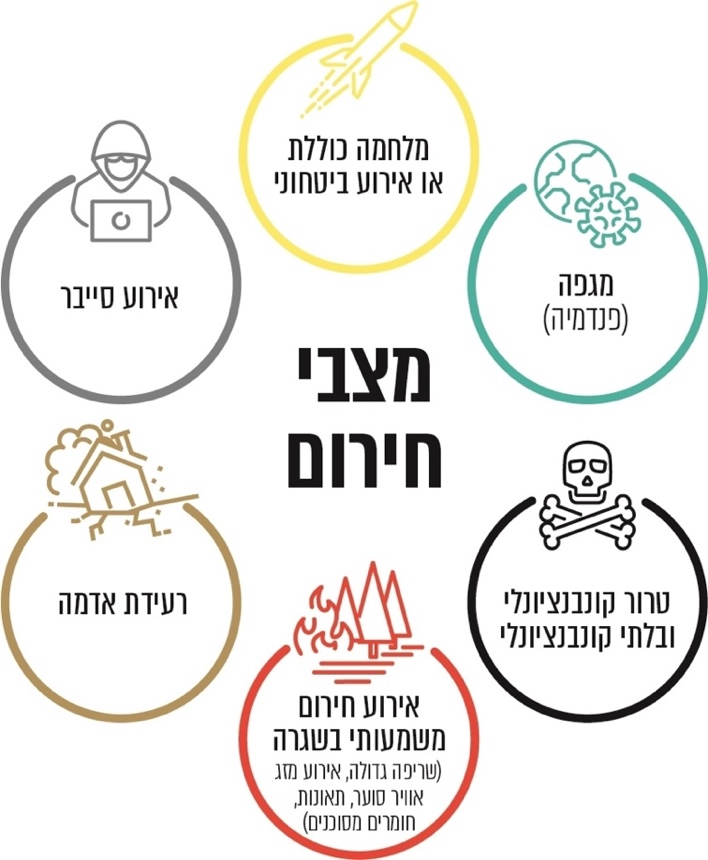 מצבי
חירום
מלחמה כוללת
או אירוע ביטחוני
מגפה
(פנדמיה)
טרור קונבנציונלי
ובלתי קונבנציונלי
אירוע חירום
משמעותי בשגרה
(שריפה גדולה, אירוע מזג
אוויר סוער, תאונות,
חומרים מסוכנים)
רעידת אדמה
אירוע סייבר